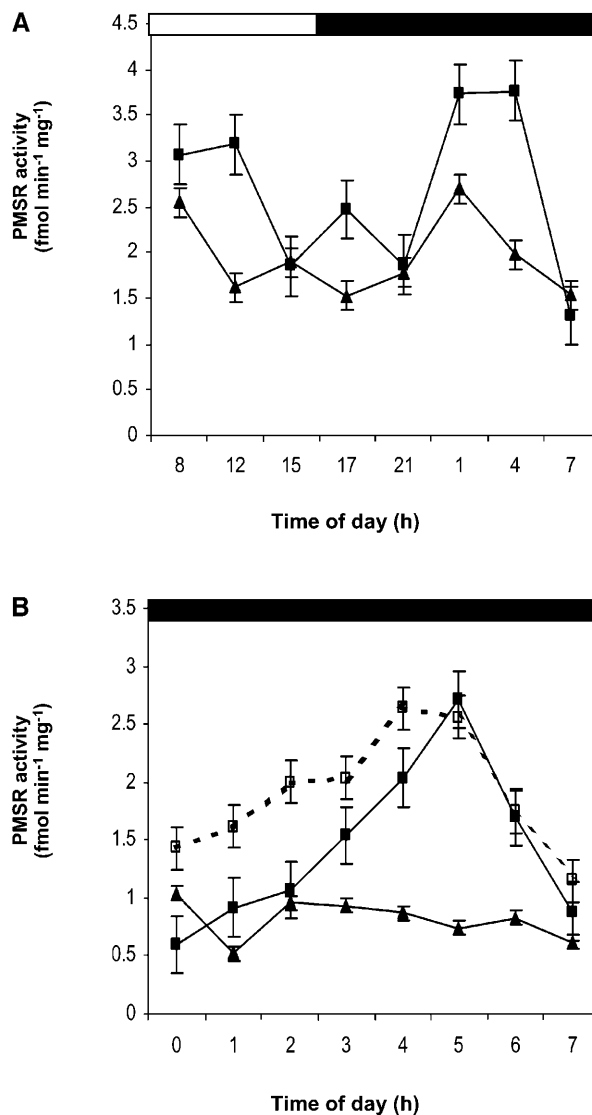 A
PMSR activity
(fmol min-1 mg-1)
4.5
4
3.5
3
2.5
2
1.5
1
0.5
0
8 12 15 17 21 1 4 7
Time of day (h)
B
PMSR activity
(fmol min-1 mg-1)
3.5
3
2.5
2
1.5
1
0.5
0
0 1 2 3 4 5 6 7
Time of day (h)